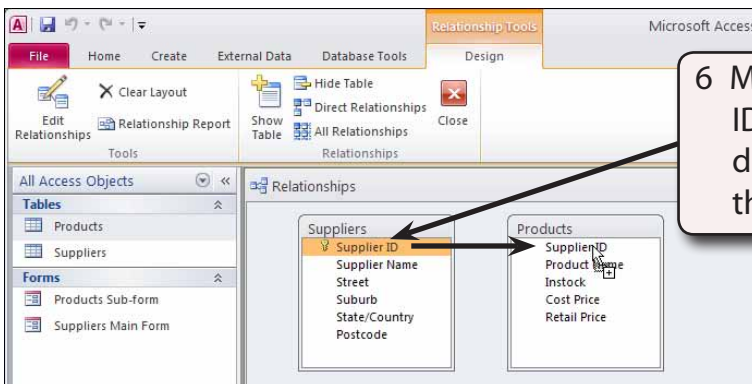 A
Relationship Tools
Microsoft Access
File Home Create External Data Database Tools Design
Edit Relationships
Clear Layout
Relationship Report
Tools
Show Table
Hide Table
Direct Relationships
All Relationships
Relationships
Close
6 M
ID
d
th
All Access Objects
Tables
Products
Suppliers
Forms
Products Sub-form
Suppliers Main Form
Relationships
Suppliers
Supplier ID
Supplier Name
Street
Suburb
State/Country
Postcode
Products
Supplier ID
Product Name
Instock
Cost Price
Retail Price